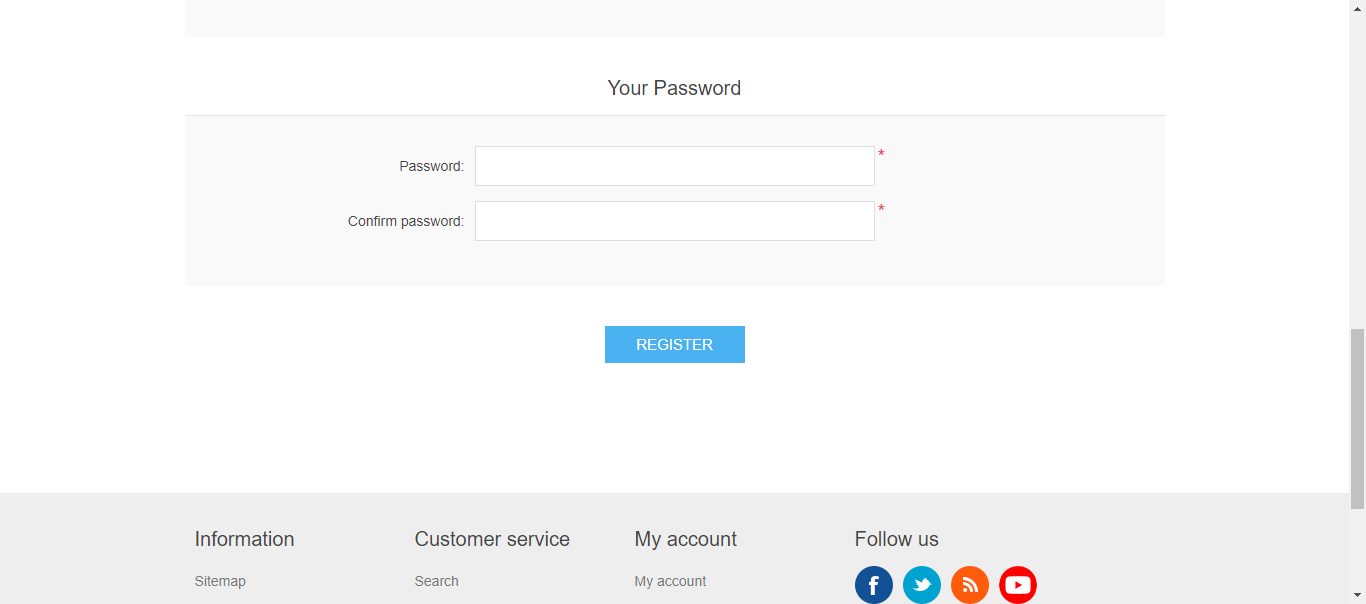 Your Password
Password: *
Confirm password: *
REGISTER
Information Customer service My account Follow us
Sitemap Search My account